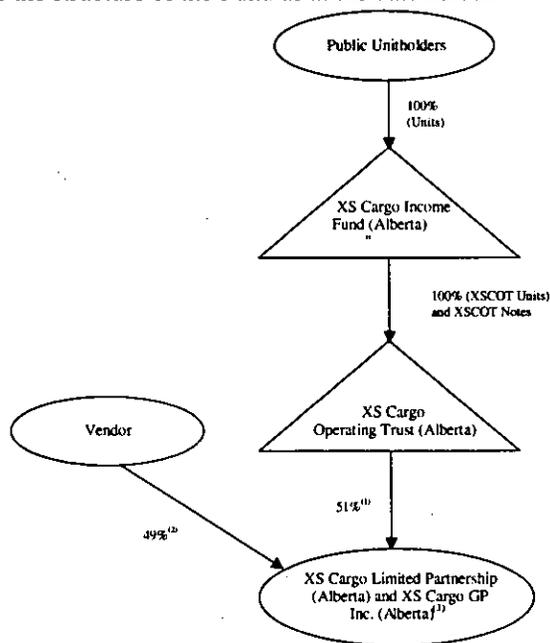 Public Unitholders
100%
(Units)
XS Cargo Income
Fund (Alberta)
100% (XSCOT Units)
and XSCOT Notes
XS Cargo
Operating Trust (Alberta)
Vendor
51%(1)
49%(2)
XS Cargo Limited Partnership
(Alberta) and XS Cargo GP
Inc. (Alberta)(3)